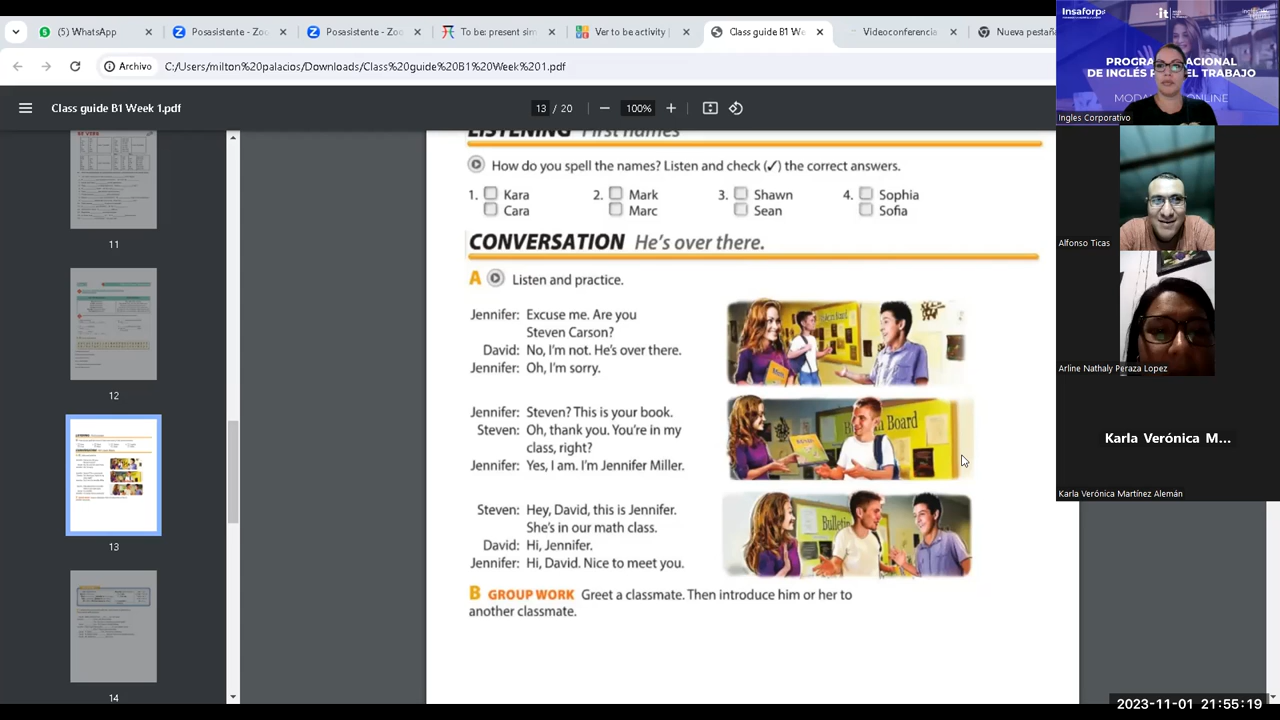 (5) WhatsApp
Posasistente - Zoo
Posasistente - Zoo
To be: present sim
Ver to be activity
Class guide B1 We
Videoconferencia
Nueva pestaña
Archivo C:/Users/milton%20palacios/Downloads/Class%20guide%20B1%20Week%201.pdf
Class guide B1 Week 1.pdf
13 / 20
100%
11
12
13
14
LISTENING First names
How do you spell the names? Listen and check (✓) the correct answers.
1. Kara 2. Mark 3. Shawn 4. Sophia
Cara Marc Sean Sofia
CONVERSATION He's over there.
A Listen and practice.
Jennifer: Excuse me. Are you
Steven Carson?
David: No, I'm not. He's over there.
Jennifer: Oh, I'm sorry.
Jennifer: Steven? This is your book.
Steven: Oh, thank you. You're in my
class, right?
Jennifer: Yes, I am. I'm Jennifer Miller.
Steven: Hey, David, this is Jennifer.
She's in our math class.
David: Hi, Jennifer.
Jennifer: Hi, David. Nice to meet you.
B GROUP WORK Greet a classmate. Then introduce him or her to
another classmate.
Insaforp
Ingles Corporativo
Alfonso Ticas
Arline Nathaly Peraza Lopez
Karla Verónica M...
Karla Verónica Martínez Alemán
2023-11-01 21:55:19